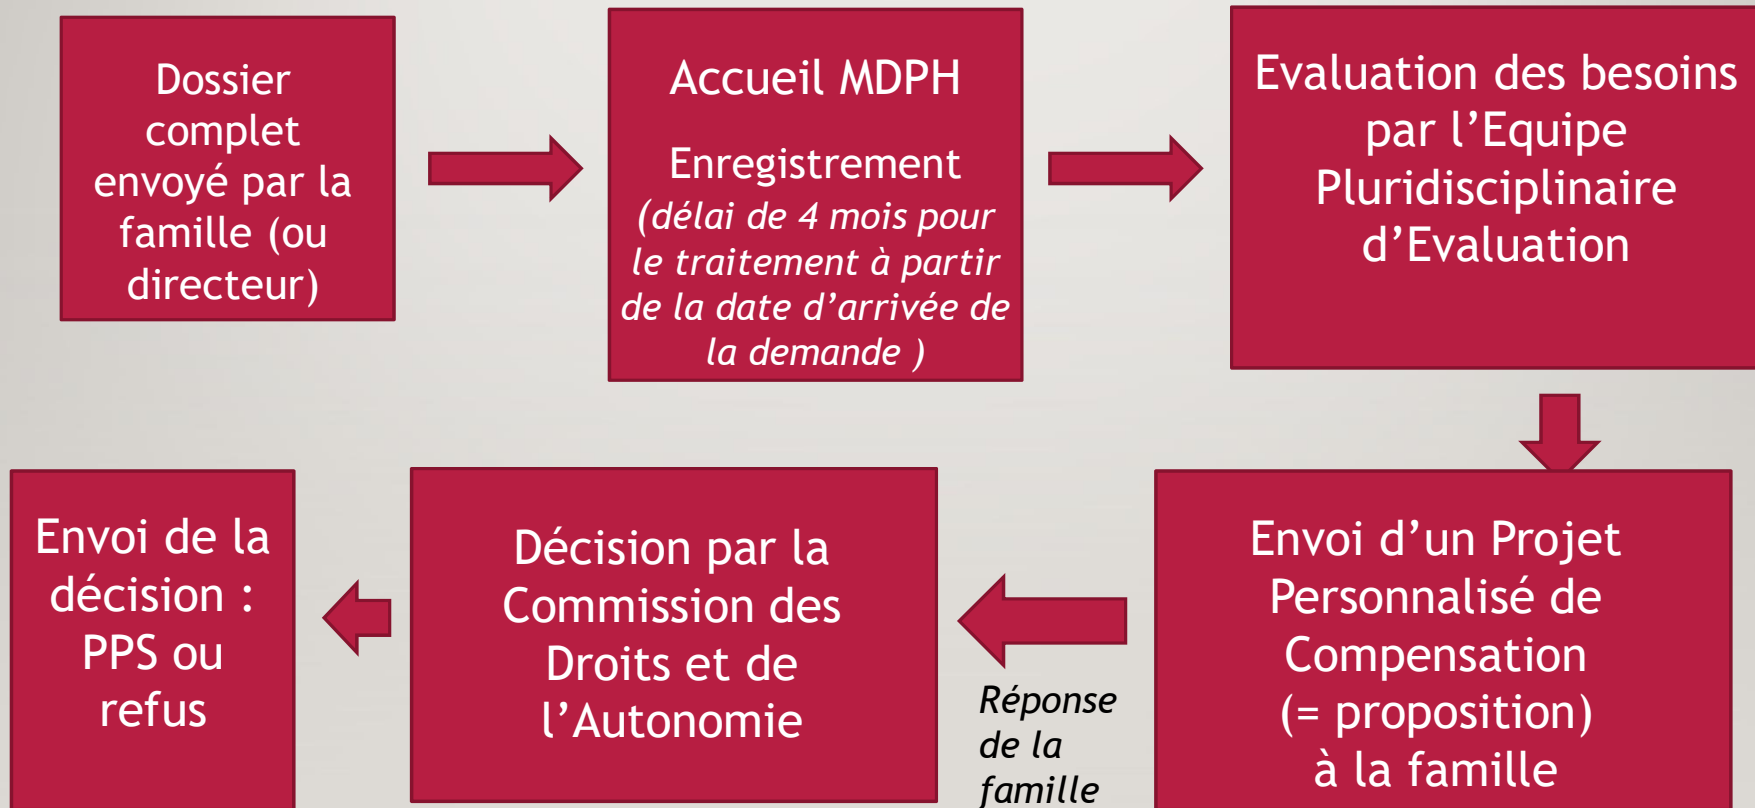 Dossier
complet
envoyé par la
famille (ou
directeur)
Accueil MDPH
Enregistrement
(délai de 4 mois pour
le traitement à partir
de la date d’arrivée de
la demande )
Evaluation des besoins
par l’Equipe
Pluridisciplinaire
d’Evaluation
Envoi d’un Projet
Personnalisé de
Compensation
(= proposition)
à la famille
Réponse
de la
famille
Décision par la
Commission des
Droits et de
l’Autonomie
Envoi de la
décision :
PPS ou
refus